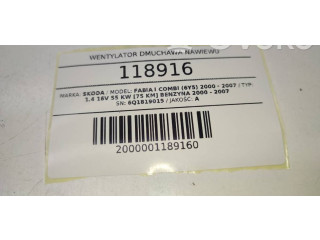 WENTYLATOR DMUCHAWA NAWIEWU
118916
MARKA: SKODA / MODEL: FABIA I COMBI (6Y5) 2000 - 2007 / TYP:
1.4 16V 55 KW [75 KM] BENZYNA 2000 - 2007
SN: 6Q1819015 / JAKOŚĆ: A
2000001189160